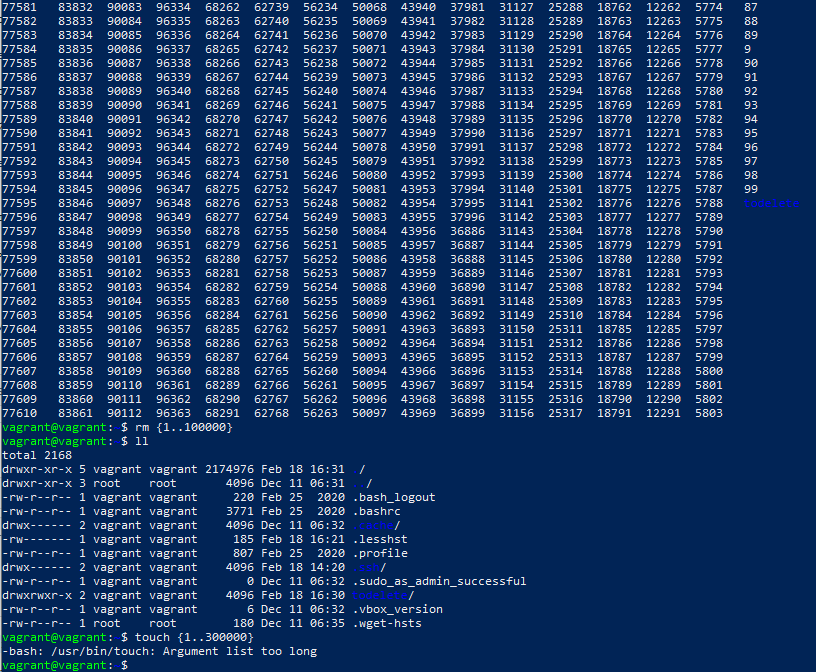 77581 83832 90083 96334 68262 62739 56234 50068 43940 37981 31127 25288 18762 12262 5774 87
77582 83833 90084 96335 68263 62740 56235 50069 43941 37982 31128 25289 18763 12263 5775 88
77583 83834 90085 96336 68264 62741 56236 50070 43942 37983 31129 25290 18764 12264 5776 89
77584 83835 90086 96337 68265 62742 56237 50071 43943 37984 31130 25291 18765 12265 5777 9
77585 83836 90087 96338 68266 62743 56238 50072 43944 37985 31131 25292 18766 12266 5778 90
77586 83837 90088 96339 68267 62744 56239 50073 43945 37986 31132 25293 18767 12267 5779 91
77587 83838 90089 96340 68268 62745 56240 50074 43946 37987 31133 25294 18768 12268 5780 92
77588 83839 90090 96341 68269 62746 56241 50075 43947 37988 31134 25295 18769 12269 5781 93
77589 83840 90091 96342 68270 62747 56242 50076 43948 37989 31135 25296 18770 12270 5782 94
77590 83841 90092 96343 68271 62748 56243 50077 43949 37990 31136 25297 18771 12271 5783 95
77591 83842 90093 96344 68272 62749 56244 50078 43950 37991 31137 25298 18772 12272 5784 96
77592 83843 90094 96345 68273 62750 56245 50079 43951 37992 31138 25299 18773 12273 5785 97
77593 83844 90095 96346 68274 62751 56246 50080 43952 37993 31139 25300 18774 12274 5786 98
77594 83845 90096 96347 68275 62752 56247 50081 43953 37994 31140 25301 18775 12275 5787 99
77595 83846 90097 96348 68276 62753 56248 50082 43954 37995 31141 25302 18776 12276 5788
77596 83847 90098 96349 68277 62754 56249 50083 43955 37996 31142 25303 18777 12277 5789
77597 83848 90099 96350 68278 62755 56250 50084 43956 36886 31143 25304 18778 12278 5790
77598 83849 90100 96351 68279 62756 56251 50085 43957 36887 31144 25305 18779 12279 5791
77599 83850 90101 96352 68280 62757 56252 50086 43958 36888 31145 25306 18780 12280 5792
77600 83851 90102 96353 68281 62758 56253 50087 43959 36889 31146 25307 18781 12281 5793
77601 83852 90103 96354 68282 62759 56254 50088 43960 36890 31147 25308 18782 12282 5794
77602 83853 90104 96355 68283 62760 56255 50089 43961 36891 31148 25309 18783 12283 5795
77603 83854 90105 96356 68284 62761 56256 50090 43962 36892 31149 25310 18784 12284 5796
77604 83855 90106 96357 68285 62762 56257 50091 43963 36893 31150 25311 18785 12285 5797
77605 83856 90107 96358 68286 62763 56258 50092 43964 36894 31151 25312 18786 12286 5798
77606 83857 90108 96359 68287 62764 56259 50093 43965 36895 31152 25313 18787 12287 5799
77607 83858 90109 96360 68288 62765 56260 50094 43966 36896 31153 25314 18788 12288 5800
77608 83859 90110 96361 68289 62766 56261 50095 43967 36897 31154 25315 18789 12289 5801
77609 83860 90111 96362 68290 62767 56262 50096 43968 36898 31155 25316 18790 12290 5802
77610 83861 90112 96363 68291 62768 56263 50097 43969 36899 31156 25317 18791 12291 5803
vagrant@vagrant:~$ rm {1..100000}
vagrant@vagrant:~$ ll
total 2168
drwxr-xr-x 5 vagrant vagrant 2174976 Feb 18 16:31 ./
drwxr-xr-x 3 root root 4096 Dec 11 06:31 ../
-rw-r--r-- 1 vagrant vagrant 220 Feb 25 2020 .bash_logout
-rw-r--r-- 1 vagrant vagrant 3771 Feb 25 2020 .bashrc
drwx------ 2 vagrant vagrant 4096 Dec 11 06:32 .cache/
-rw------- 1 vagrant vagrant 185 Feb 18 16:21 .lesshst
-rw-r--r-- 1 vagrant vagrant 807 Feb 25 2020 .profile
drwx------ 2 vagrant vagrant 4096 Feb 18 14:20 .ssh/
-rw-r--r-- 1 vagrant vagrant 0 Dec 11 06:32 .sudo_as_admin_successful
drwxrwxr-x 2 vagrant vagrant 4096 Feb 18 16:30
-rw-r--r-- 1 vagrant vagrant 6 Dec 11 06:32 .vbox_version
-rw-r--r-- 1 root root 180 Dec 11 06:35 .wget-hsts
vagrant@vagrant:~$ touch {1..300000}
-bash: /usr/bin/touch: Argument list too long
vagrant@vagrant:~$